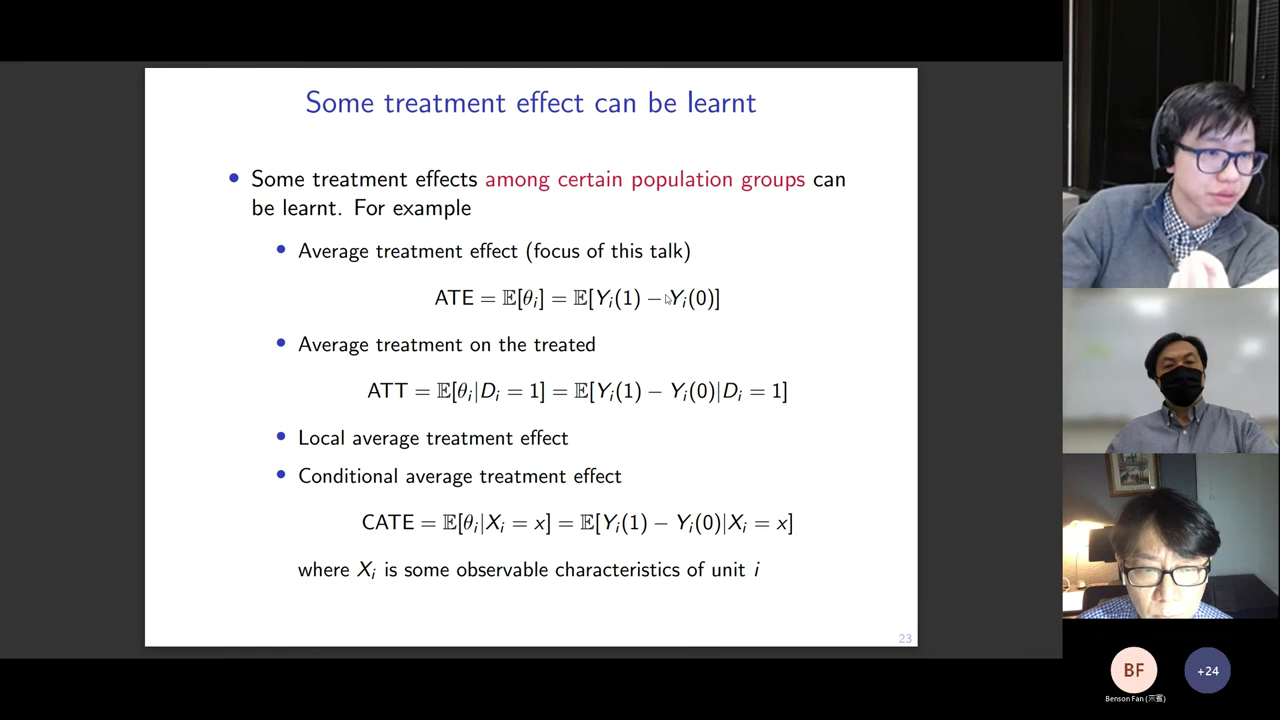 Some treatment effect can be learnt
• Some treatment effects among certain population groups can
be learnt. For example
• Average treatment effect (focus of this talk)
ATE = 𝔼[θᵢ] = 𝔼[Yᵢ(1) − Yᵢ(0)]
• Average treatment on the treated
ATT = 𝔼[θᵢ|Dᵢ = 1] = 𝔼[Yᵢ(1) − Yᵢ(0)|Dᵢ = 1]
• Local average treatment effect
• Conditional average treatment effect
CATE = 𝔼[θᵢ|Xᵢ = x] = 𝔼[Yᵢ(1) − Yᵢ(0)|Xᵢ = x]
where Xᵢ is some observable characteristics of unit i
23
BF
+24
Benson Fan